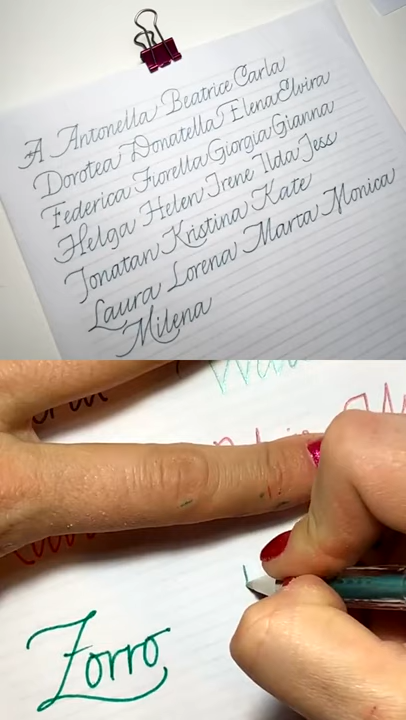 A Antonella Beatrice Carla
Dorotea Donatella Elena Elvira
Federica Fiorella Giorgia Gianna
Helga Helen Irene Ilda Jess
Jonatan Kristina Kate
Laura Lorena Marta Monica
Milena
Zorro